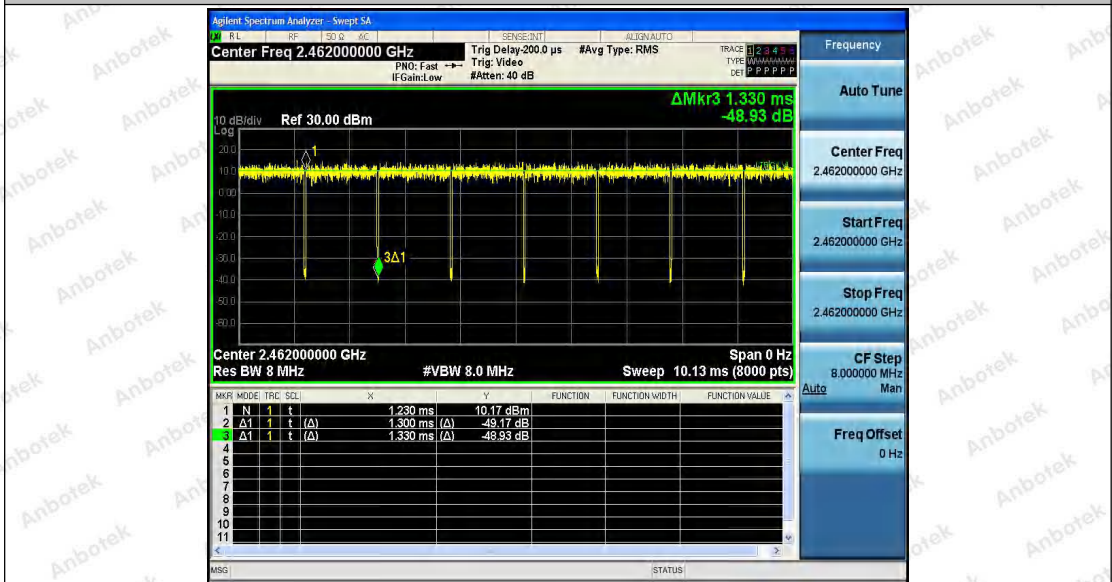 Agilent Spectrum Analyzer - Swept SA
RL RF 50 Ω AC SENSE:INT ALIGNAUTO
Center Freq 2.462000000 GHz
PNO: Fast
IFGain:Low
Trig Delay-200.0 µs #Avg Type: RMS
Trig: Video
#Atten: 40 dB
TRACE 1 2 3 4 5 6
TYPE
DET P P P P P P
ΔMkr3 1.330 ms
-48.93 dB
10 dB/div Ref 30.00 dBm
Log
20.0
10.0
0.00
-10.0
-20.0
-30.0
-40.0
-50.0
-60.0
1
3Δ1
Center 2.462000000 GHz Span 0 Hz
Res BW 8 MHz #VBW 8.0 MHz Sweep 10.13 ms (8000 pts)
MKR MODE TRC SCL X Y FUNCTION FUNCTION WIDTH FUNCTION VALUE
1 N 1 t 1.230 ms 10.17 dBm
2 Δ1 1 t (Δ) 1.300 ms (Δ) -49.17 dB
3 Δ1 1 t (Δ) 1.330 ms (Δ) -48.93 dB
4
5
6
7
8
9
10
11
MSG STATUS
Frequency
Auto Tune
Center Freq
2.462000000 GHz
Start Freq
2.462000000 GHz
Stop Freq
2.462000000 GHz
CF Step
8.000000 MHz
Auto Man
Freq Offset
0 Hz
Anbotek